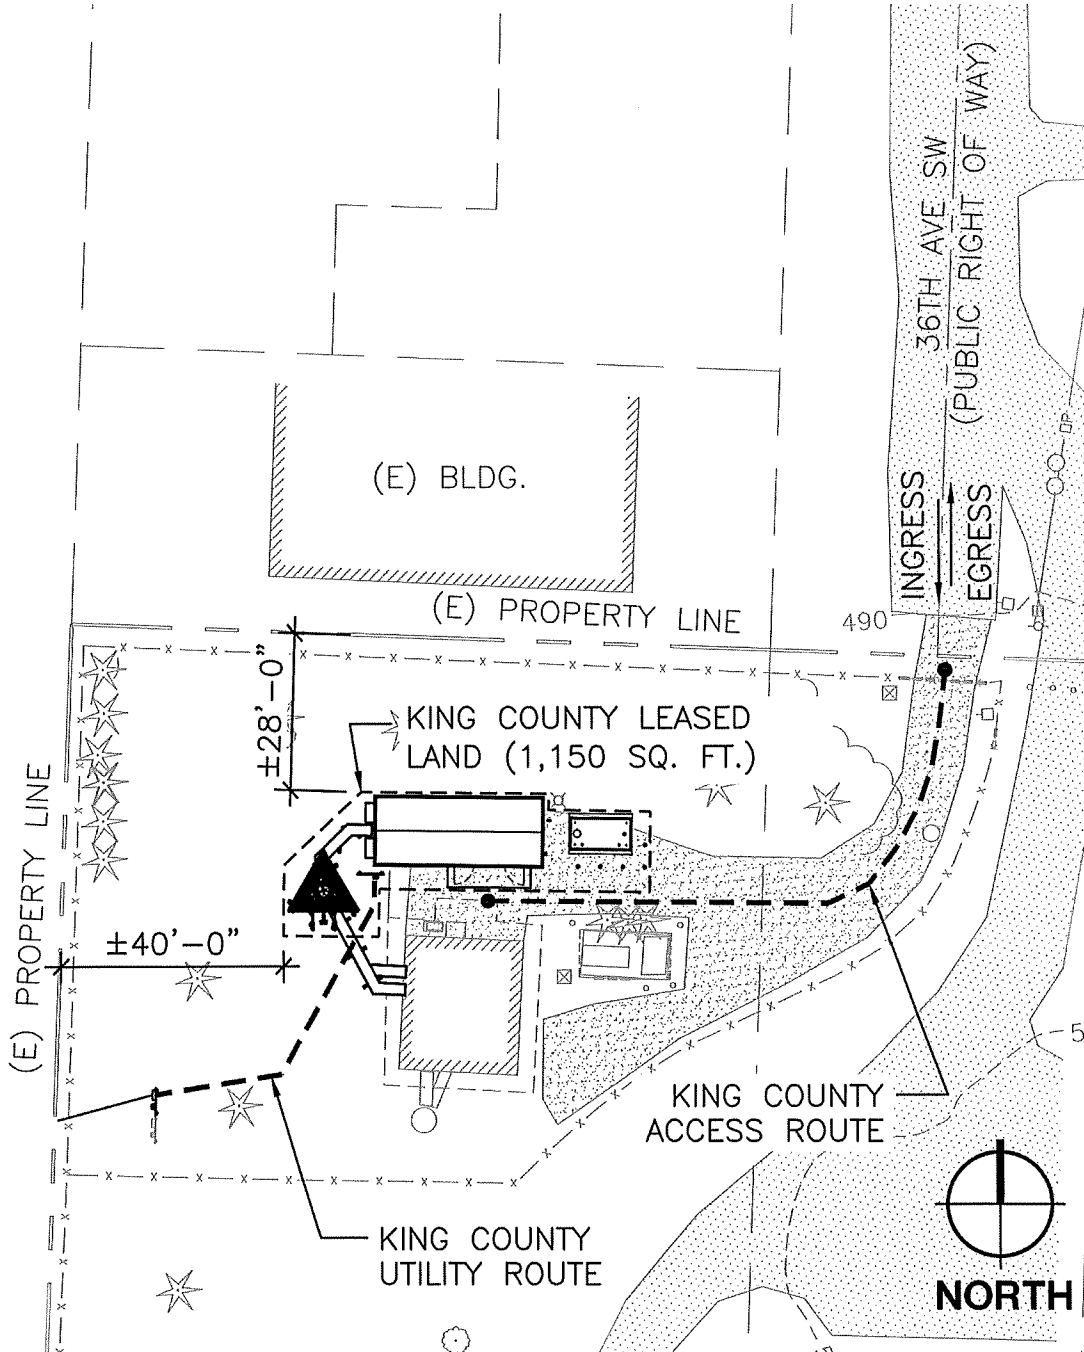 36TH AVE SW
(PUBLIC RIGHT OF WAY)
(E) BLDG.
INGRESS
EGRESS
(E) PROPERTY LINE
490
±28'-0"
KING COUNTY LEASED
LAND (1,150 SQ. FT.)
(E) PROPERTY LINE
±40'-0"
5
KING COUNTY
ACCESS ROUTE
KING COUNTY
UTILITY ROUTE
NORTH